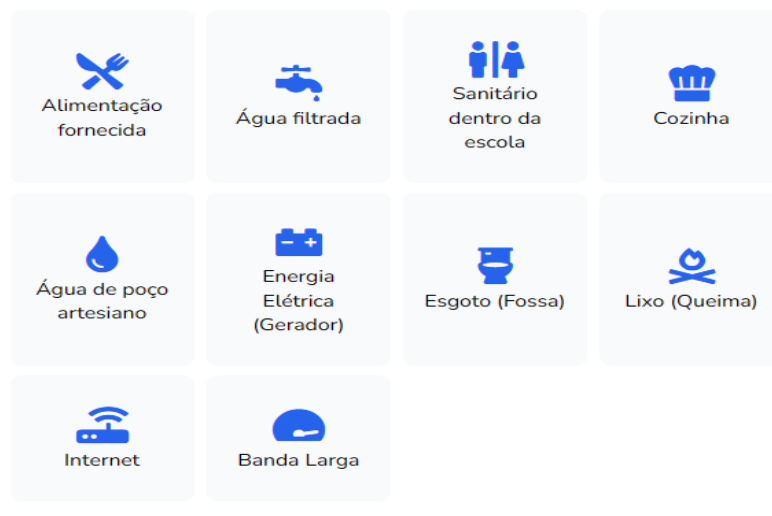 Alimentação
fornecida
Água filtrada
Sanitário
dentro da
escola
Cozinha
Água de poço
artesiano
Energia
Elétrica
(Gerador)
Esgoto (Fossa)
Lixo (Queima)
Internet
Banda Larga